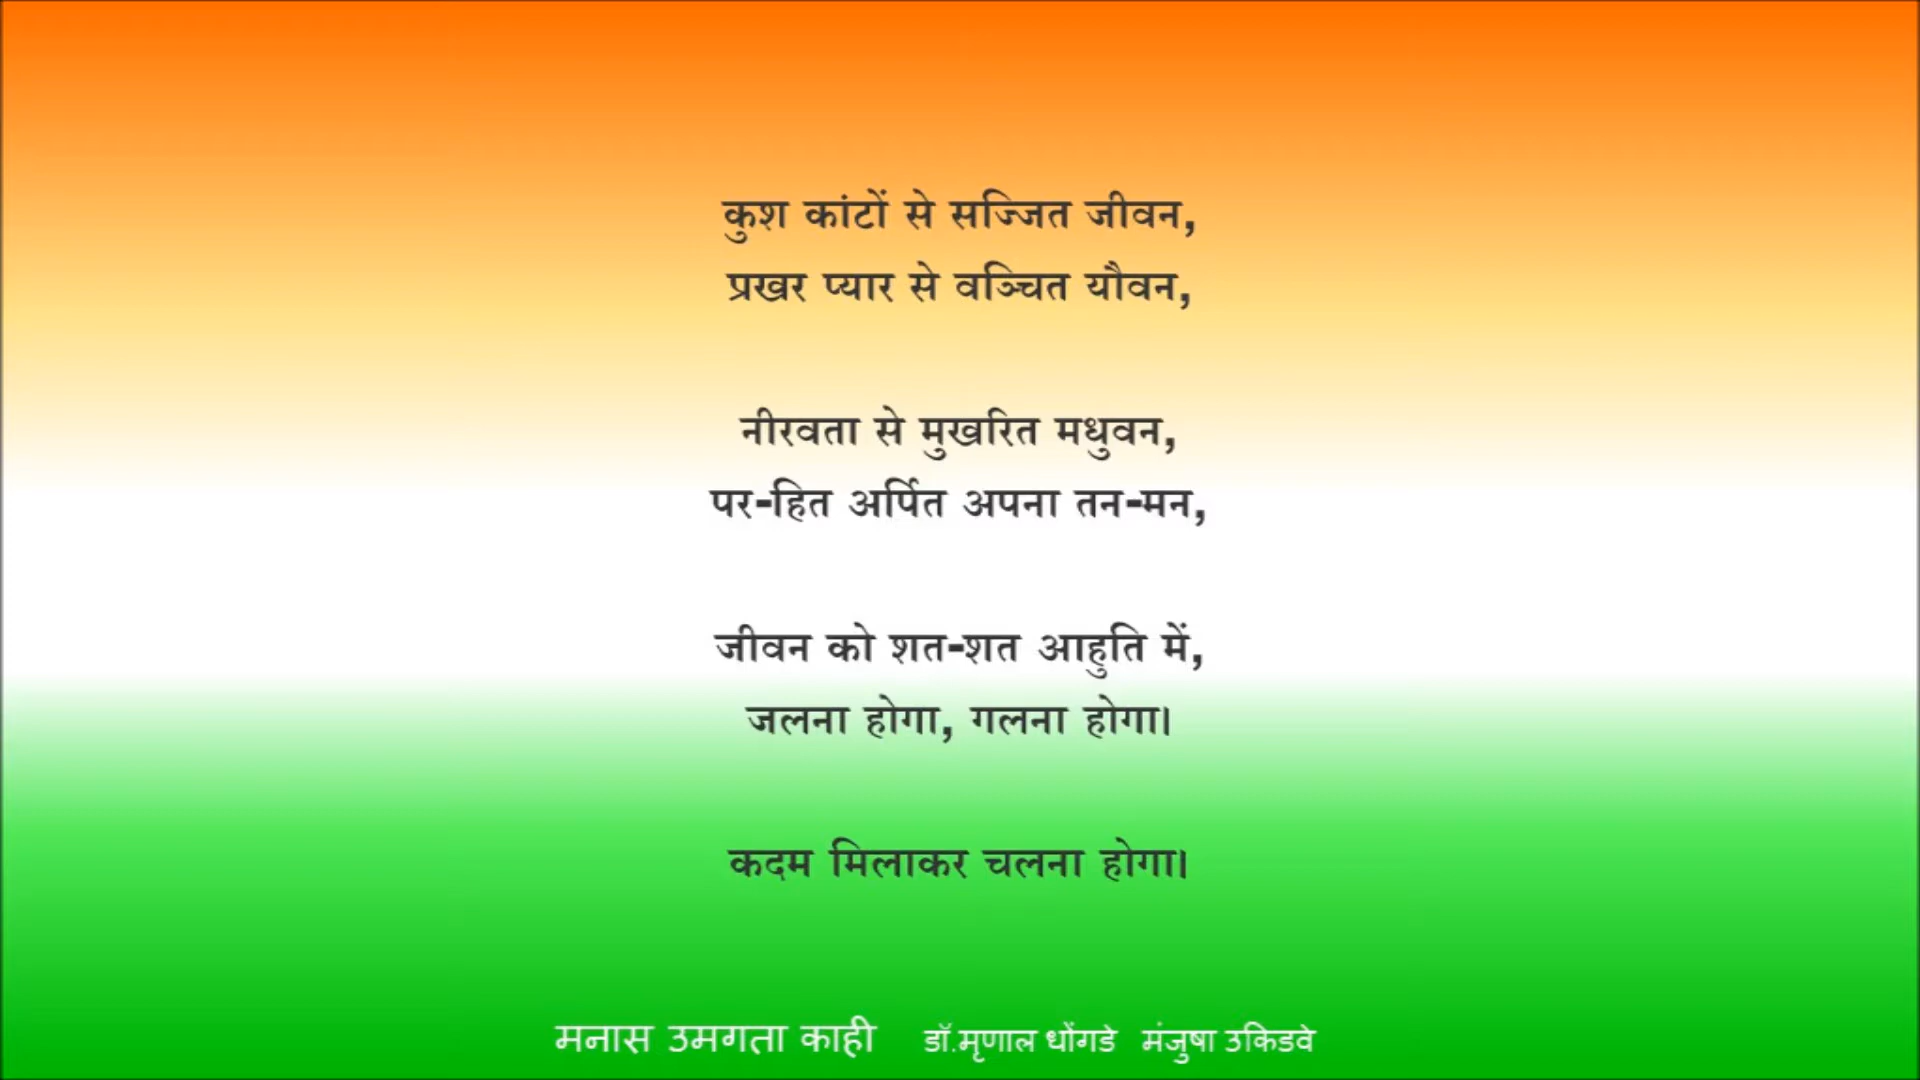 कुश कांटों से सज्जित जीवन,
प्रखर प्यार से वञ्चित यौवन,
नीरवता से मुखरित मधुवन,
पर-हित अर्पित अपना तन-मन,
जीवन को शत-शत आहुति में,
जलना होगा, गलना होगा।
कदम मिलाकर चलना होगा।
मनास उमगता काही डॉ.मृणाल धोंगडे मंजुषा उकिडवे